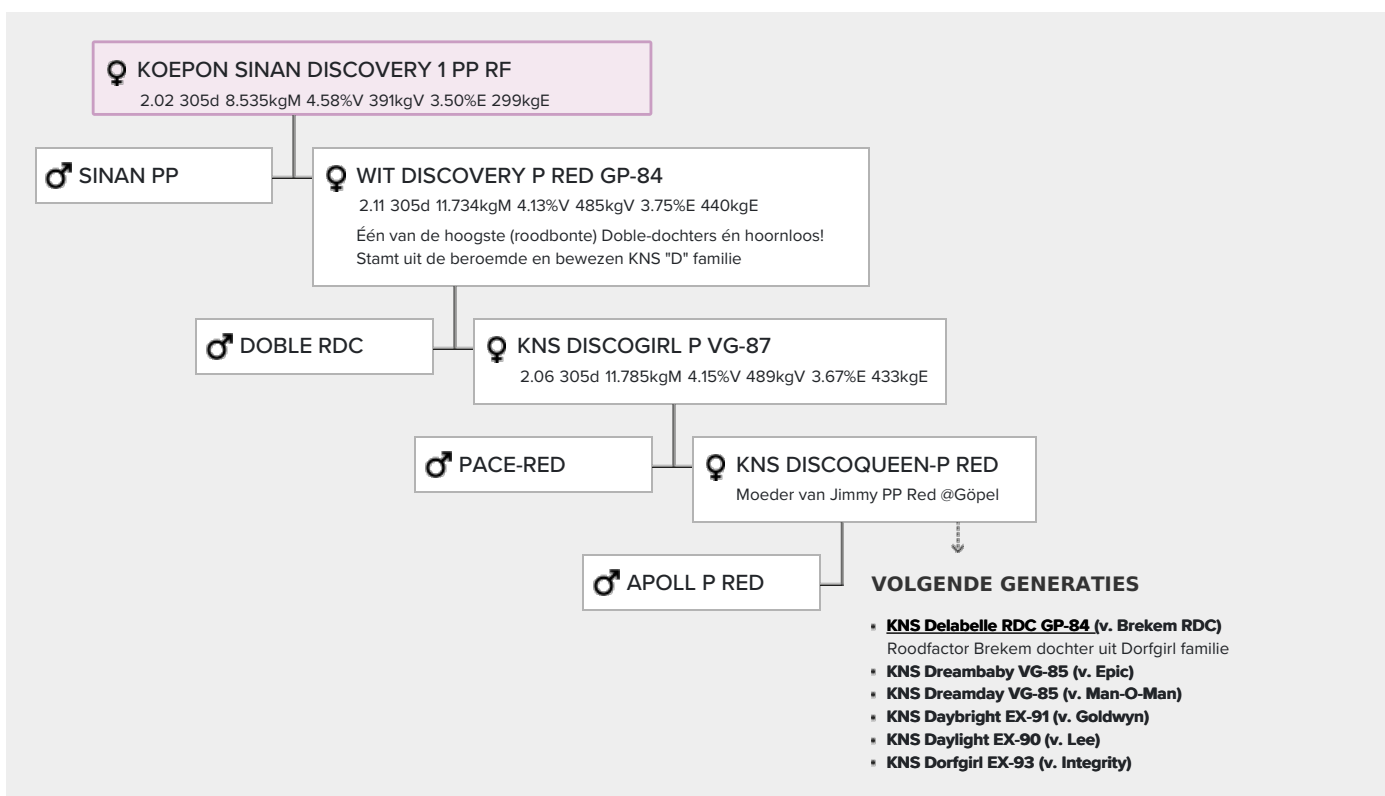 KOEPON SINAN DISCOVERY 1 PP RF
2.02 305d 8.535kgM 4.58%V 391kgV 3.50%E 299kgE
SINAN PP
WIT DISCOVERY P RED GP-84
2.11 305d 11.734kgM 4.13%V 485kgV 3.75%E 440kgE
Één van de hoogste (roodbonte) Doble-dochters én hoornloos!
Stamt uit de beroemde en bewezen KNS "D" familie
DOBLE RDC
KNS DISCOGIRL P VG-87
2.06 305d 11.785kgM 4.15%V 489kgV 3.67%E 433kgE
PACE-RED
KNS DISCOQUEEN-P RED
Moeder van Jimmy PP Red @Göpel
APOLL P RED
VOLGENDE GENERATIES
KNS Delabelle RDC GP-84 (v. Brekem RDC)
Roodfactor Brekem dochter uit Dorfgirl familie
KNS Dreambaby VG-85 (v. Epic)
KNS Dreamday VG-85 (v. Man-O-Man)
KNS Daybright EX-91 (v. Goldwyn)
KNS Daylight EX-90 (v. Lee)
KNS Dorfgirl EX-93 (v. Integrity)